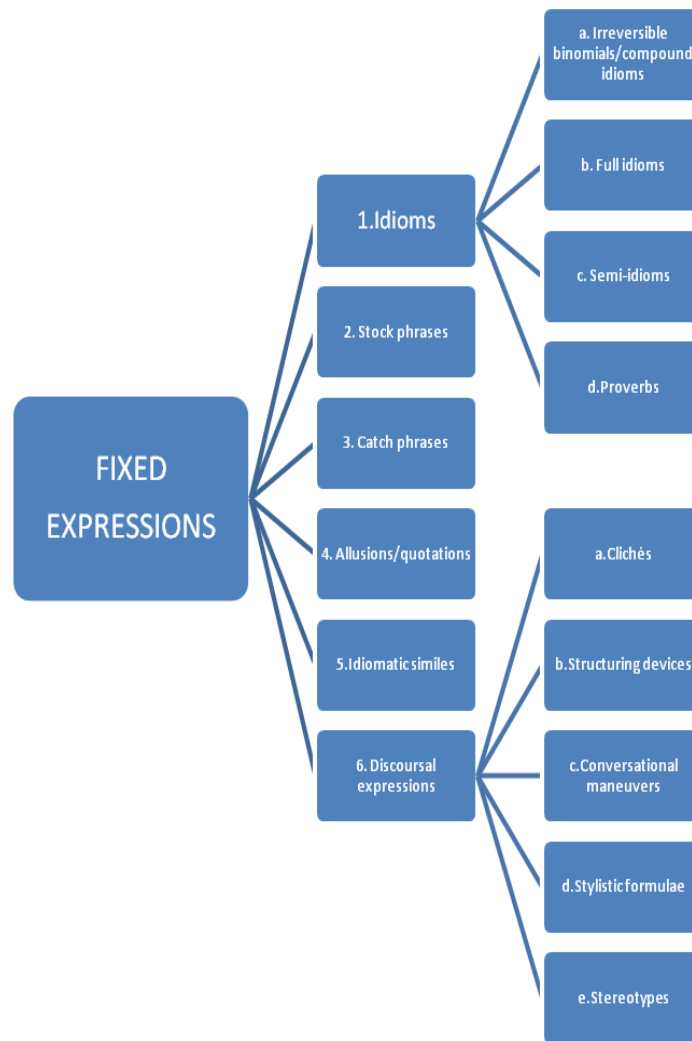 FIXED
EXPRESSIONS
1.Idioms
a. Irreversible
binomials/compound
idioms
b. Full idioms
c. Semi-idioms
d.Proverbs
2. Stock phrases
3. Catch phrases
4. Allusions/quotations
5.Idiomatic similes
6. Discoursal
expressions
a.Clichés
b.Structuring devices
c.Conversational
maneuvers
d.Stylistic formulae
e.Stereotypes